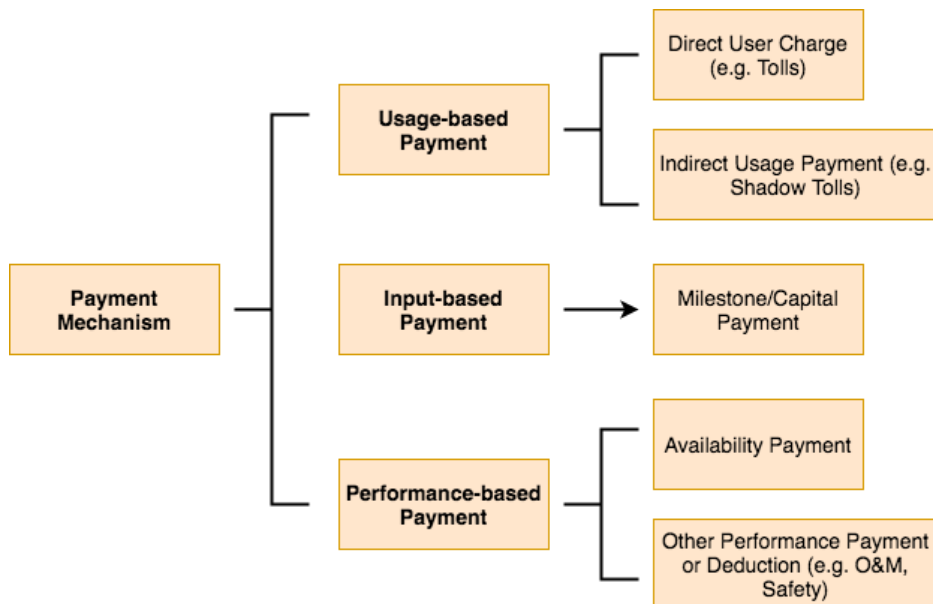 Direct User Charge
(e.g. Tolls)
Usage-based
Payment
Indirect Usage Payment (e.g.
Shadow Tolls)
Payment
Mechanism
Input-based
Payment
Milestone/Capital
Payment
Availability Payment
Performance-based
Payment
Other Performance Payment
or Deduction (e.g. O&M,
Safety)